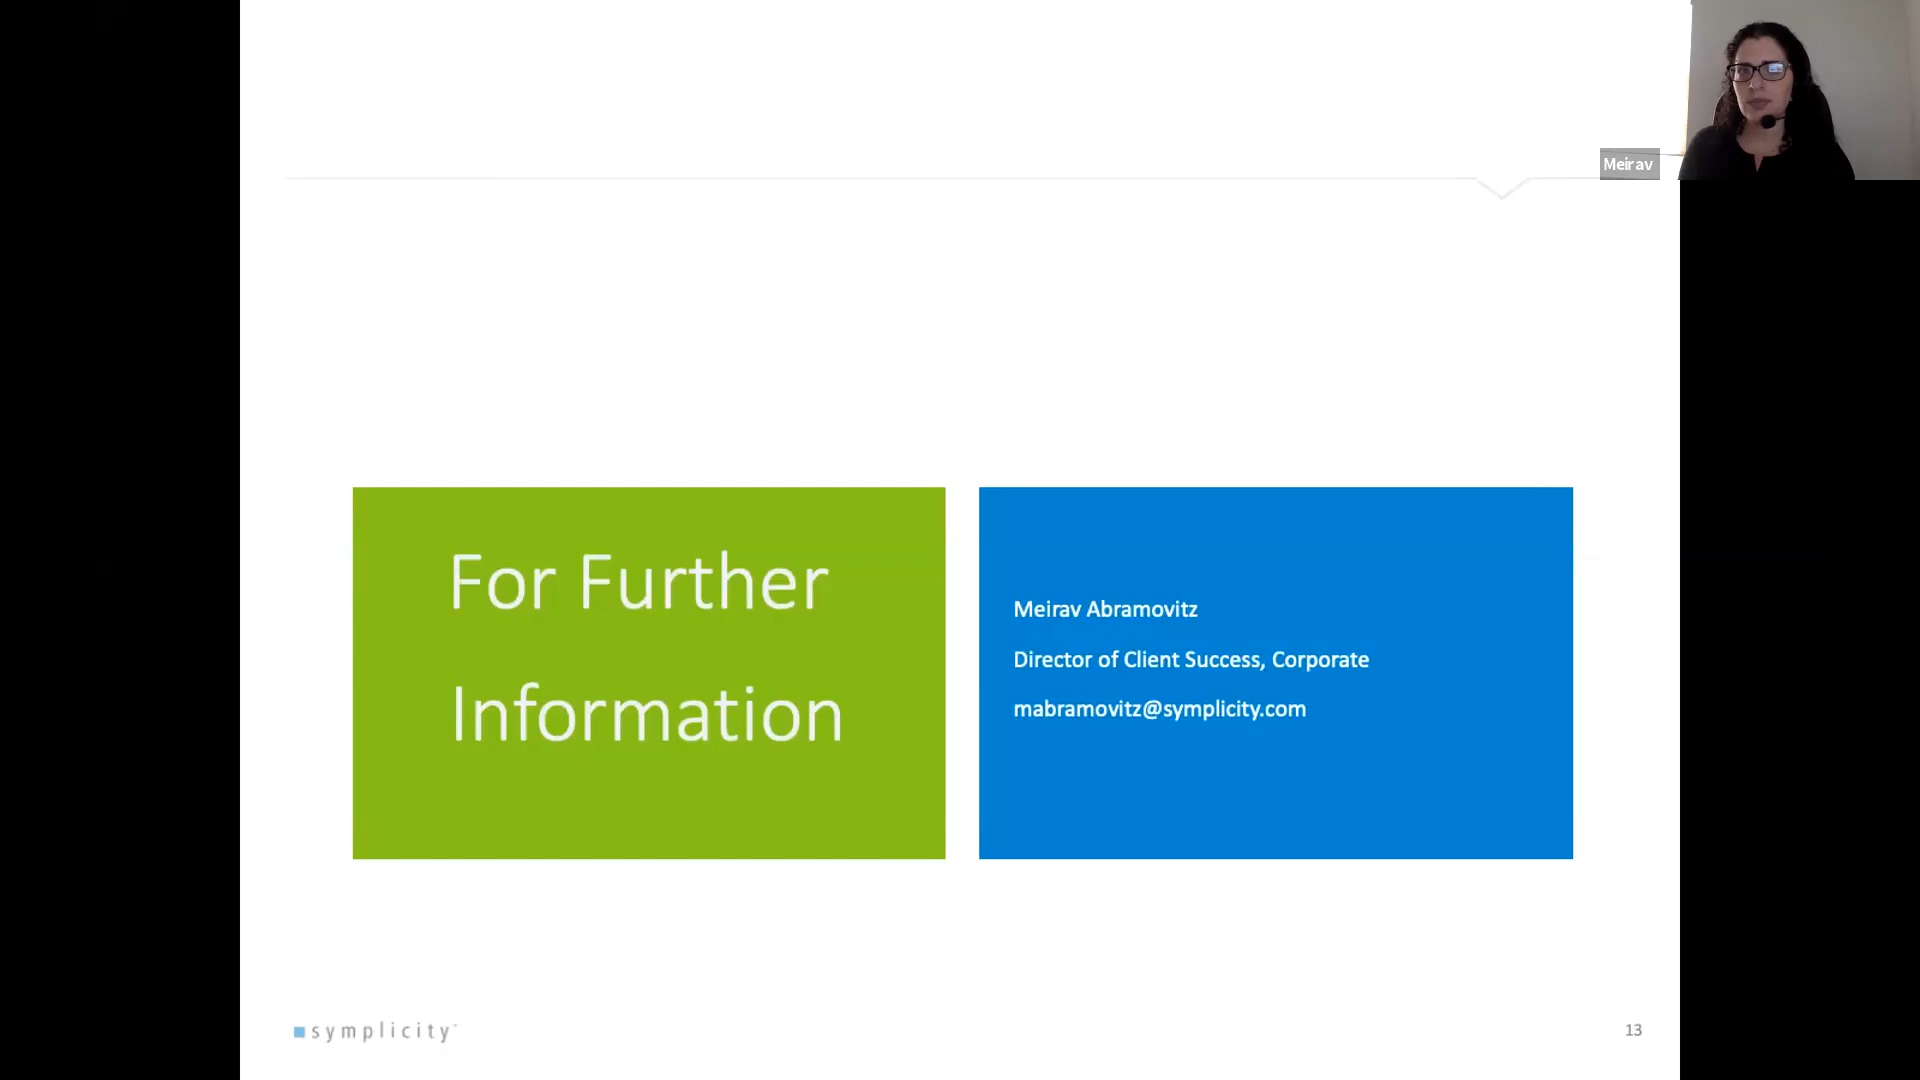 Meirav
For Further
Information
Meirav Abramovitz
Director of Client Success, Corporate
mabramovitz@symplicity.com
symplicity
13